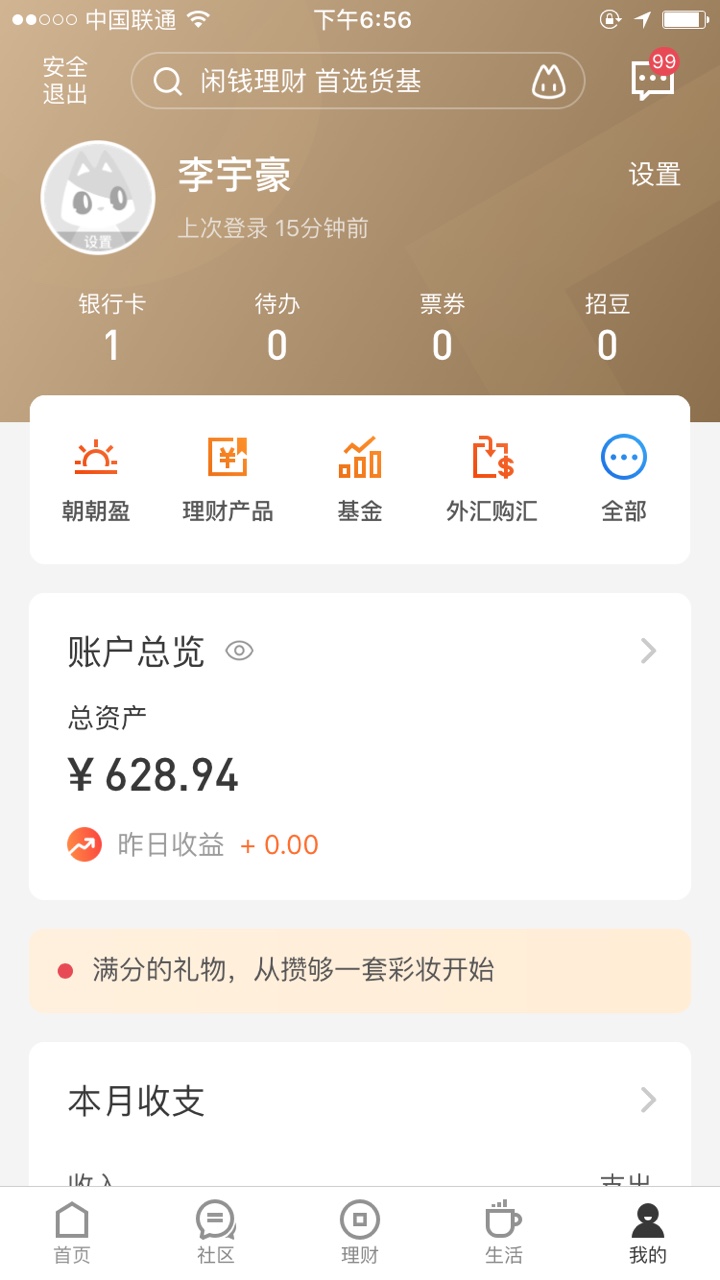 中国联通
下午6:56
安全
退出
闲钱理财 首选货基
99
李宇豪
设置
设置
上次登录 15分钟前
银行卡 待办 票券 招豆
1 0 0 0
朝朝盈 理财产品 基金 外汇购汇 全部
账户总览
总资产
¥ 628.94
昨日收益 + 0.00
满分的礼物，从攒够一套彩妆开始
本月收支
收入 支出
首页 社区 理财 生活 我的